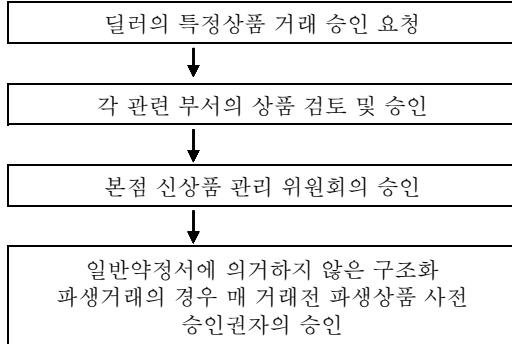 딜러의 특정상품 거래 승인 요청
각 관련 부서의 상품 검토 및 승인
본점 신상품 관리 위원회의 승인
일반약정서에 의거하지 않은 구조화
파생거래의 경우 매 거래전 파생상품 사전
승인권자의 승인